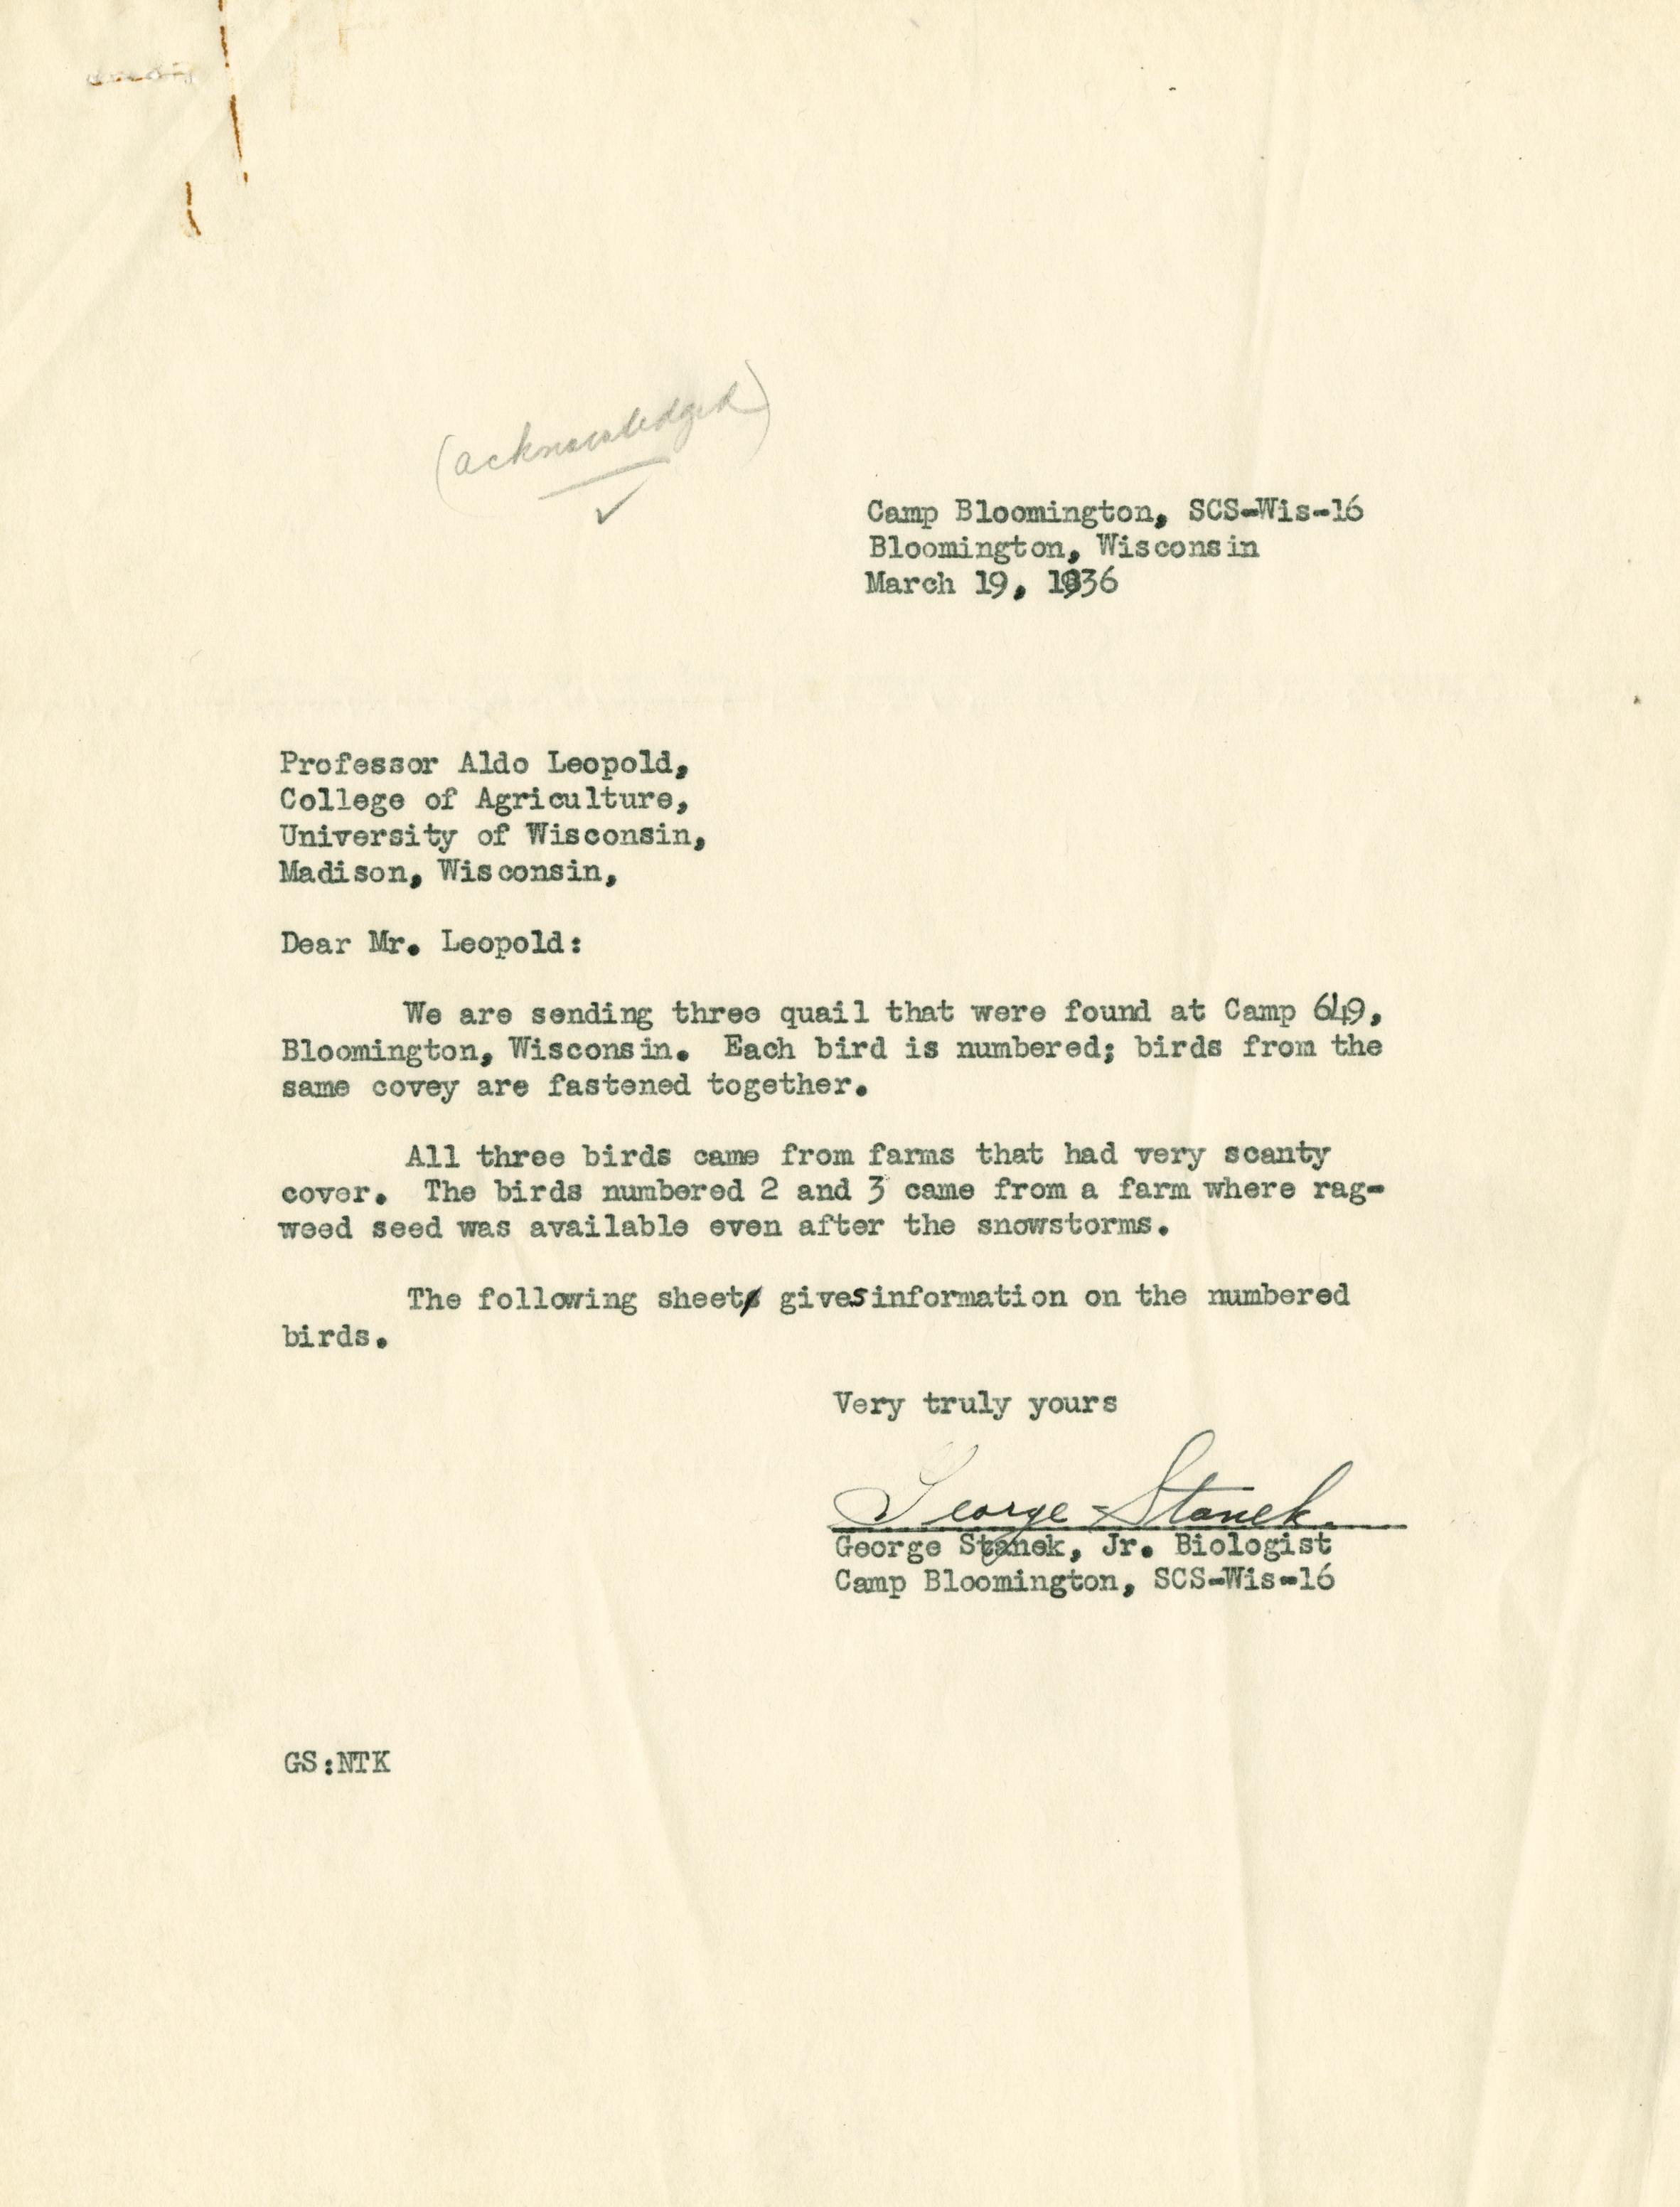 (acknowledged)
✓
Camp Bloomington, SCS-Wis-16
Bloomington, Wisconsin
March 19, 1936
Professor Aldo Leopold,
College of Agriculture,
University of Wisconsin,
Madison, Wisconsin,
Dear Mr. Leopold:
We are sending three quail that were found at Camp 649,
Bloomington, Wisconsin. Each bird is numbered; birds from the
same covey are fastened together.
All three birds came from farms that had very scanty
cover. The birds numbered 2 and 3 came from a farm where rag-
weed seed was available even after the snowstorms.
The following sheet gives information on the numbered
birds.
Very truly yours
George Stanek.
George Stanek, Jr. Biologist
Camp Bloomington, SCS-Wis-16
GS:NTK